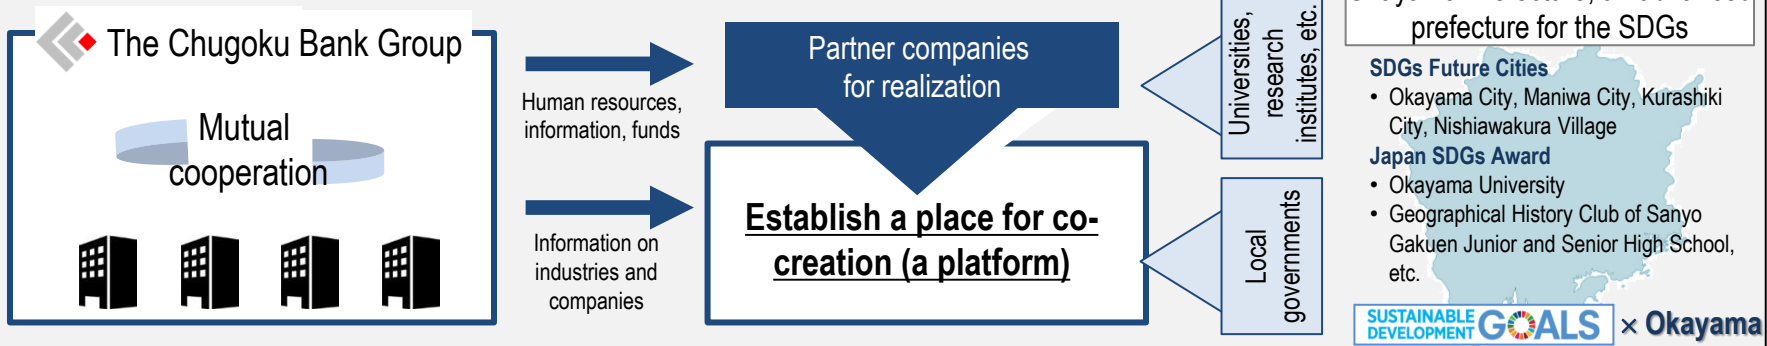 The Chugoku Bank Group
Mutual
cooperation
Human resources,
information, funds
Information on
industries and
companies
Partner companies
for realization
Establish a place for co-
creation (a platform)
Universities,
research
institutes, etc.
Local
governments
prefecture for the SDGs
SDGs Future Cities
• Okayama City, Maniwa City, Kurashiki
City, Nishiawakura Village
Japan SDGs Award
• Okayama University
• Geographical History Club of Sanyo
Gakuen Junior and Senior High School,
etc.
SUSTAINABLE
DEVELOPMENT GOALS
× Okayama